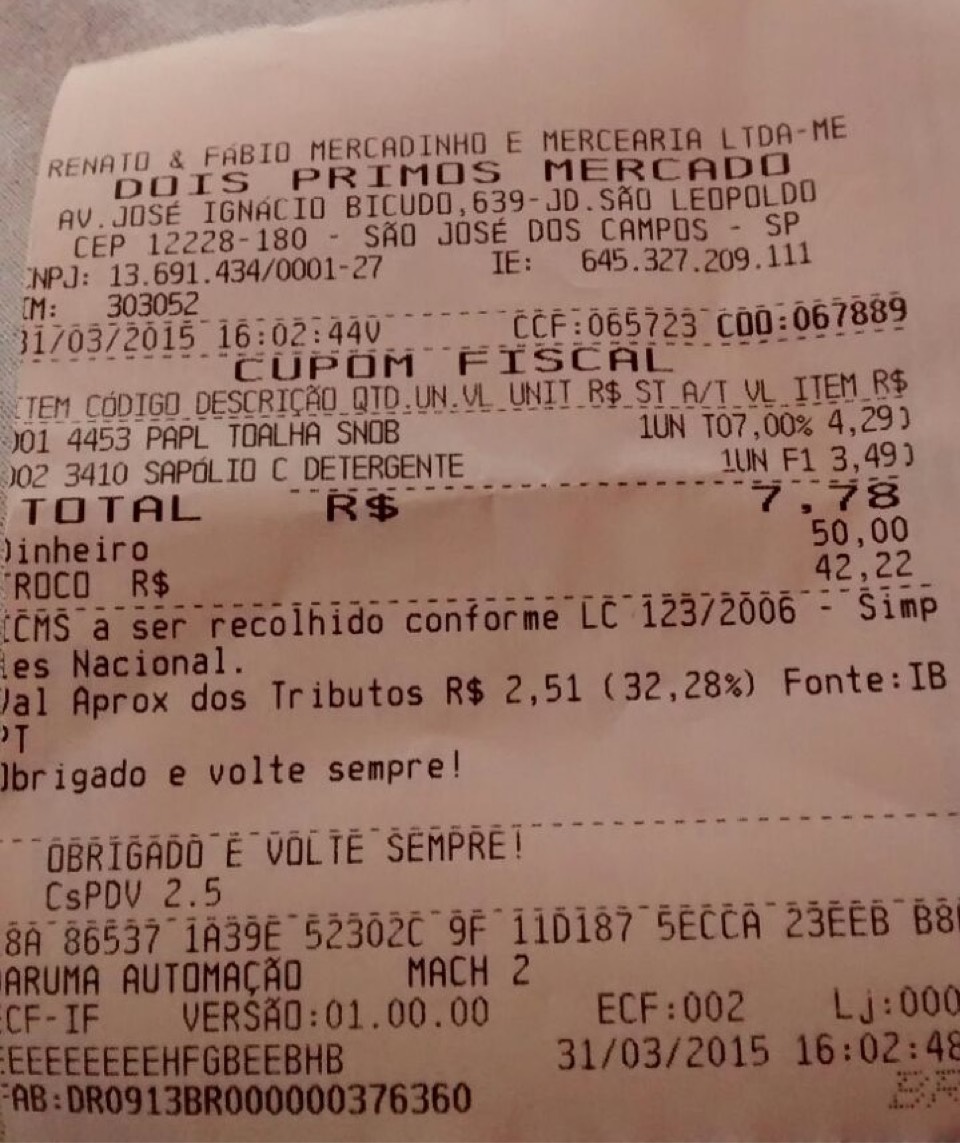 RENATO & FÁBIO MERCADINHO E MERCEARIA LTDA-ME
DOIS PRIMOS MERCADO
AV.JOSÉ IGNÁCIO BICUDO,639-JD.SÃO LEOPOLDO
CEP 12228-180 - SÃO JOSÉ DOS CAMPOS - SP
CNPJ: 13.691.434/0001-27 IE: 645.327.209.111
IM: 303052
31/03/2015 16:02:44V CCF:065723 COO:067889
CUPOM FISCAL
ITEM CÓDIGO DESCRIÇÃO QTD.UN.VL UNIT R$ ST A/T VL ITEM R$
001 4453 PAPL TOALHA SNOB 1UN T07,00% 4,29
002 3410 SAPÓLIO C DETERGENTE 1UN F1 3,49
TOTAL R$ 7,78
Dinheiro 50,00
TROCO R$ 42,22
ICMS a ser recolhido conforme LC 123/2006 - Simp
les Nacional.
Val Aprox dos Tributos R$ 2,51 (32,28%) Fonte:IB
PT
Obrigado e volte sempre!
OBRIGADO E VOLTE SEMPRE!
CsPDV 2.5
8A 86537 1A39E 52302C 9F 11D187 5ECCA 23EEB
DARUMA AUTOMAÇÃO MACH 2
ECF-IF VERSÃO:01.00.00 ECF:002 Lj:000
EEEEEEEEEEHFGBEEBHB 31/03/2015 16:02:48
FAB:DR0913BR000000376360